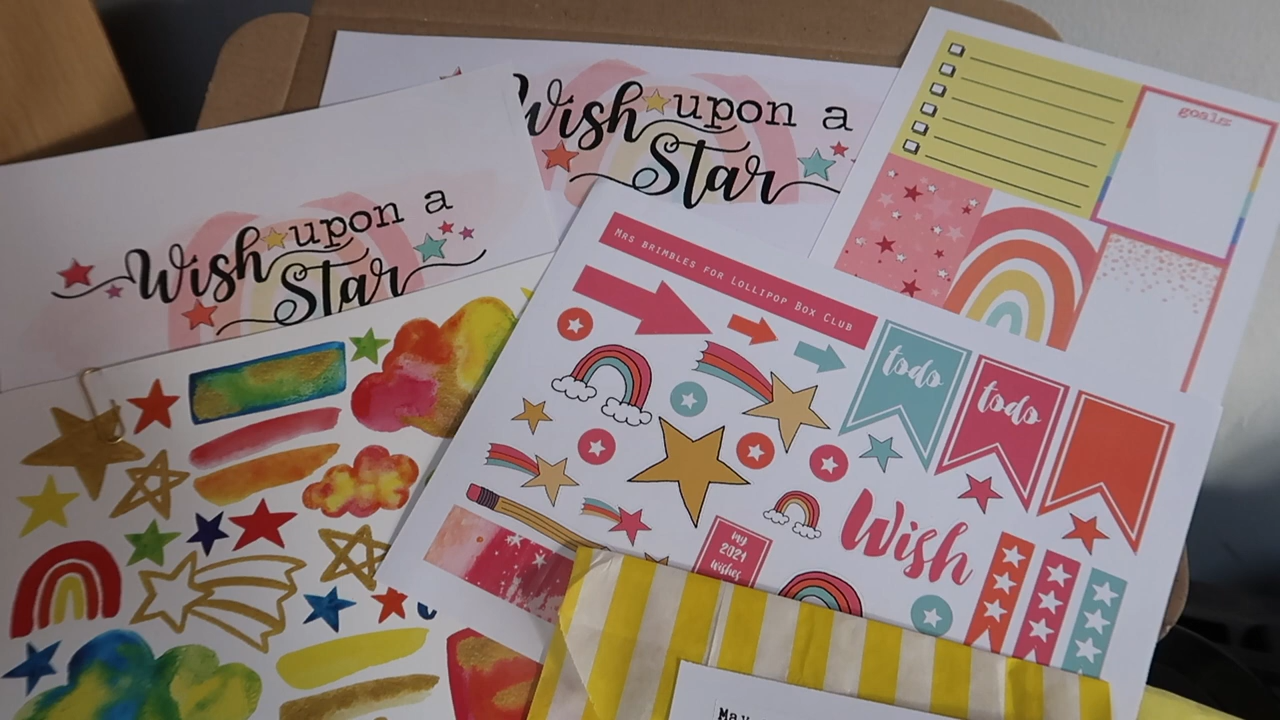 Wish upon a
Star
Wish upon a
Star
goals:
MRS BRIMBLES FOR LOLLIPOP BOX CLUB
todo
todo
Wish
my
2021
wishes